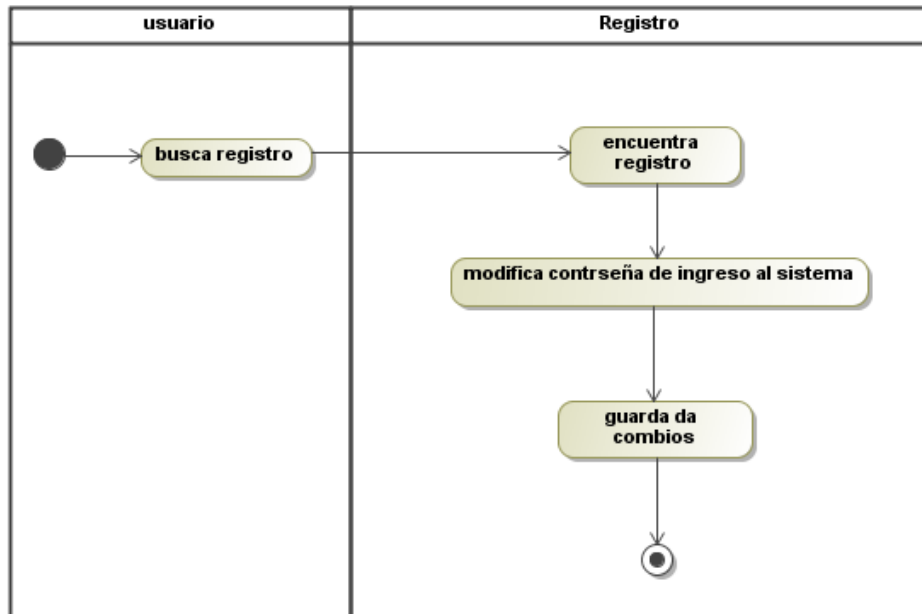 usuario
Registro
busca registro
encuentra
registro
modifica contrseña de ingreso al sistema
guarda da
combios